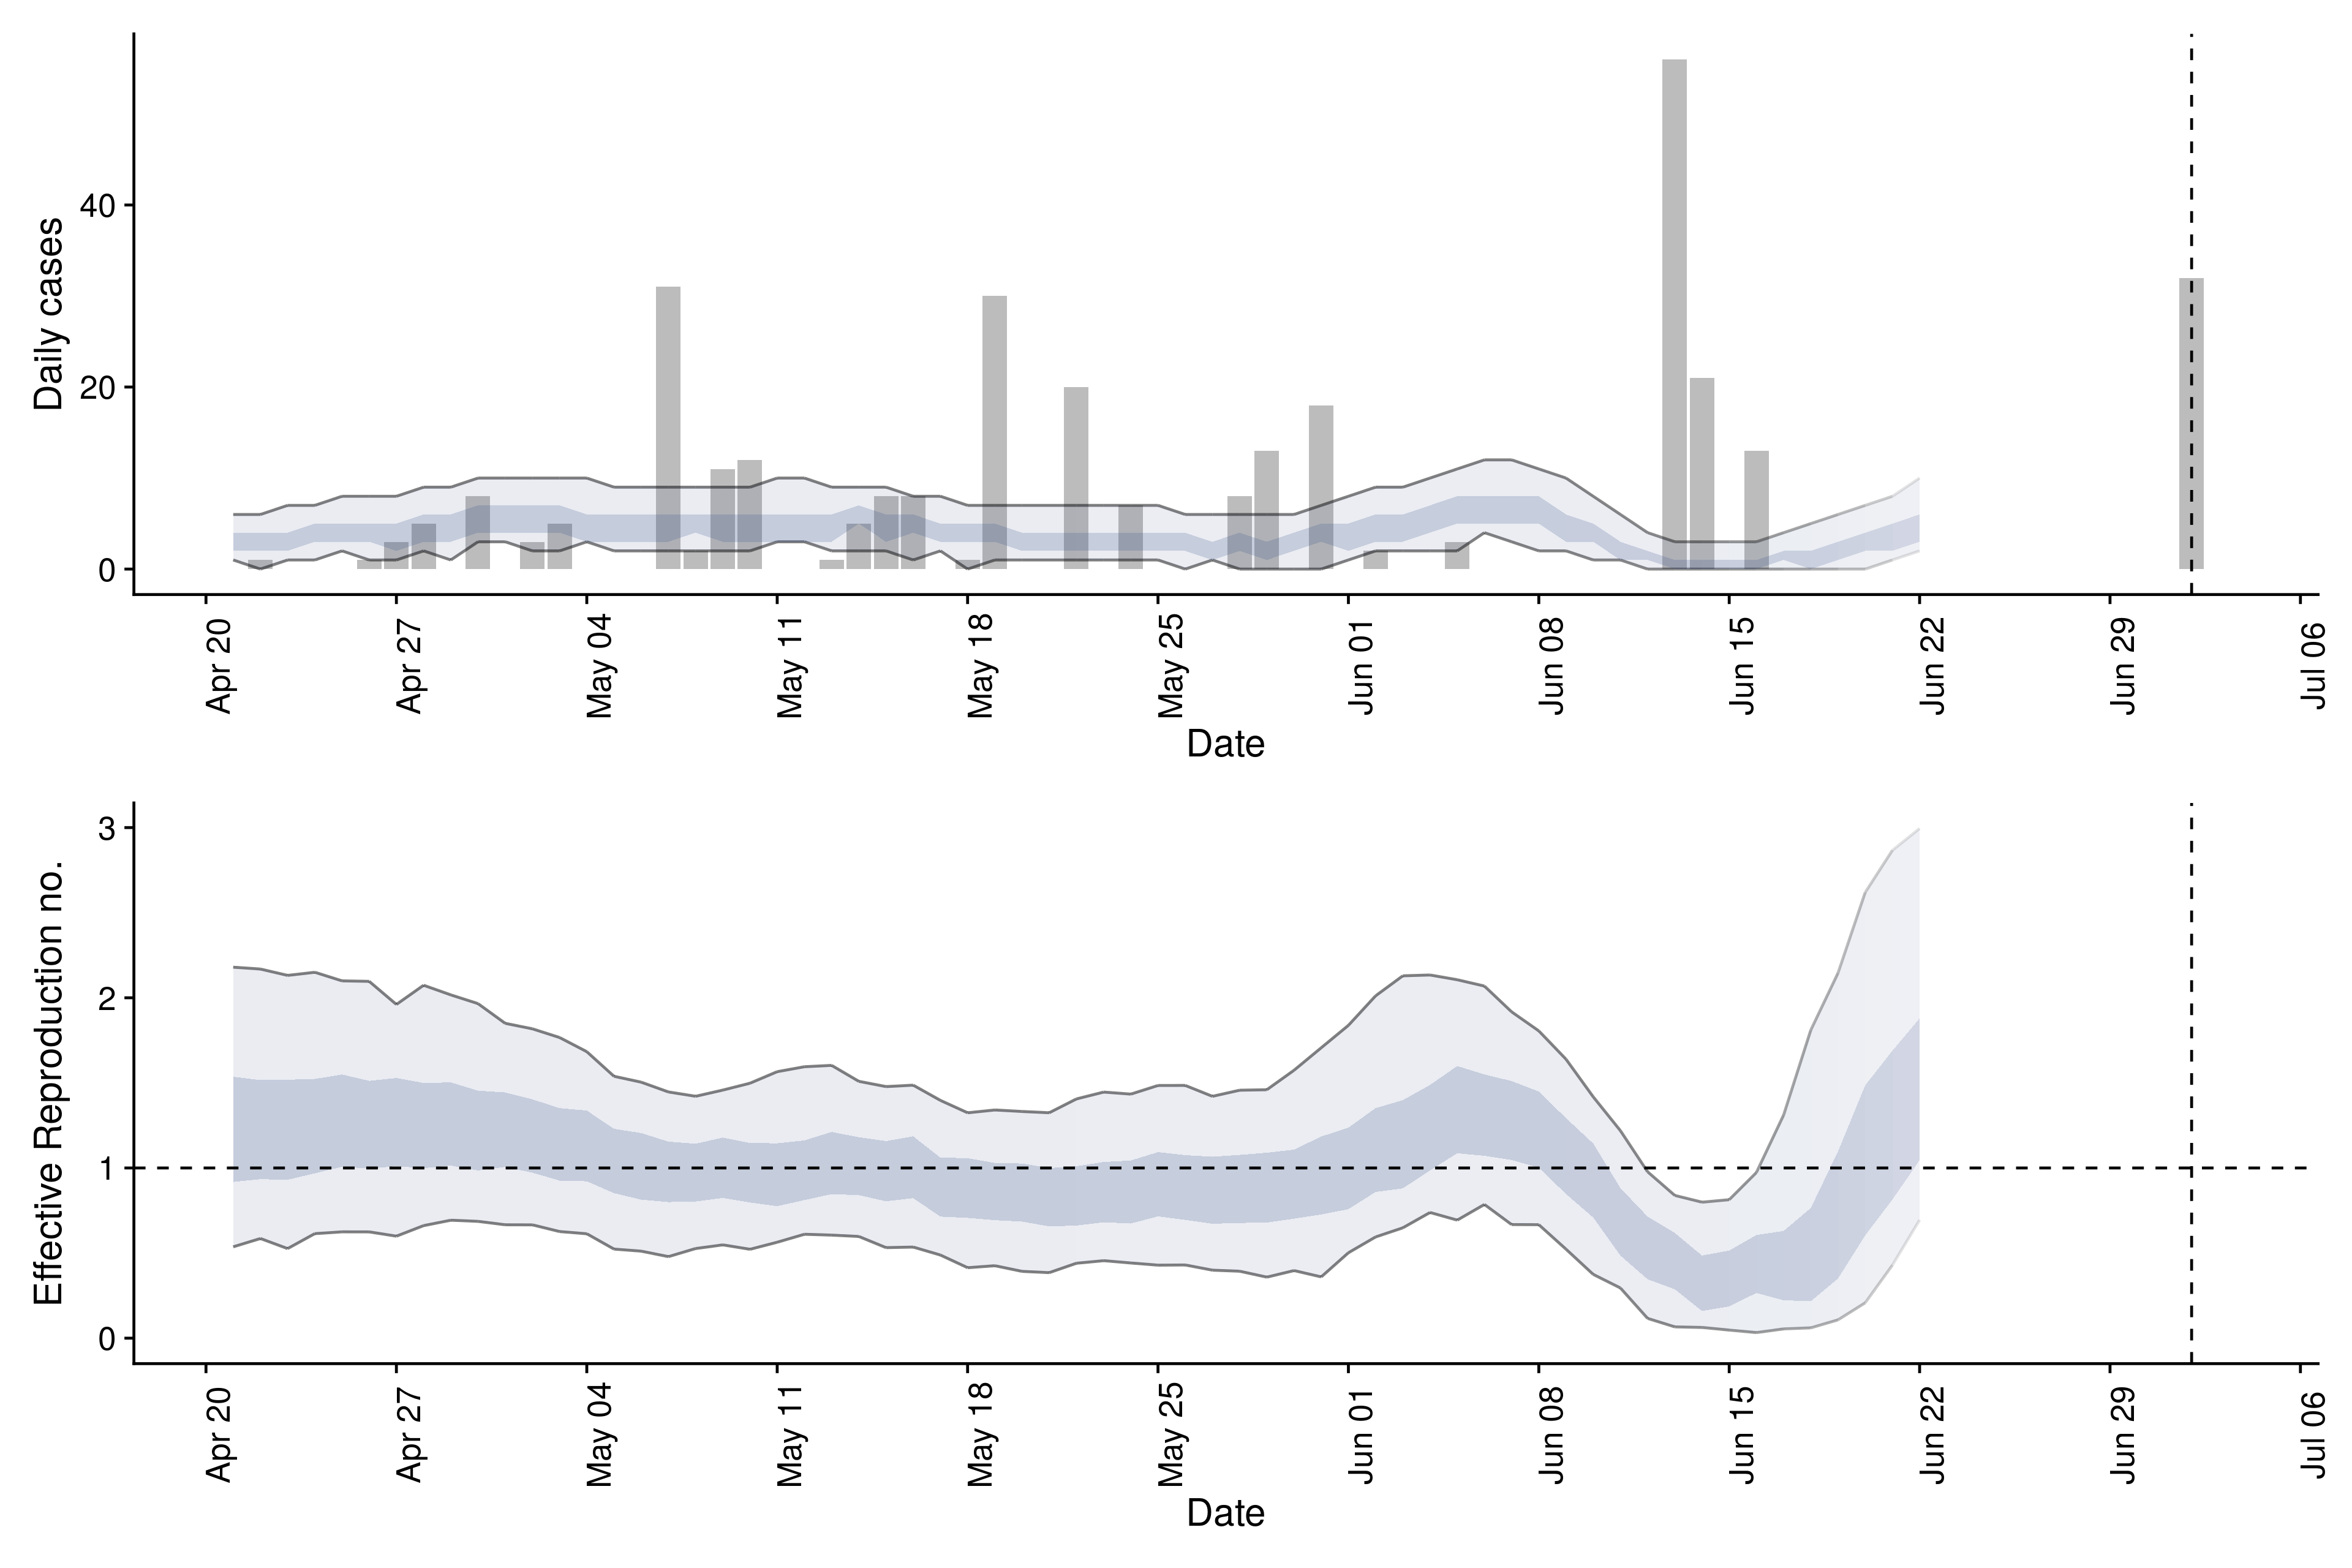 Daily cases
40
20
0
Apr 20
Apr 27
May 04
May 11
May 18
May 25
Jun 01
Jun 08
Jun 15
Jun 22
Jun 29
Jul 06
Date
Effective Reproduction no.
3
2
1
0
Apr 20
Apr 27
May 04
May 11
May 18
May 25
Jun 01
Jun 08
Jun 15
Jun 22
Jun 29
Jul 06
Date